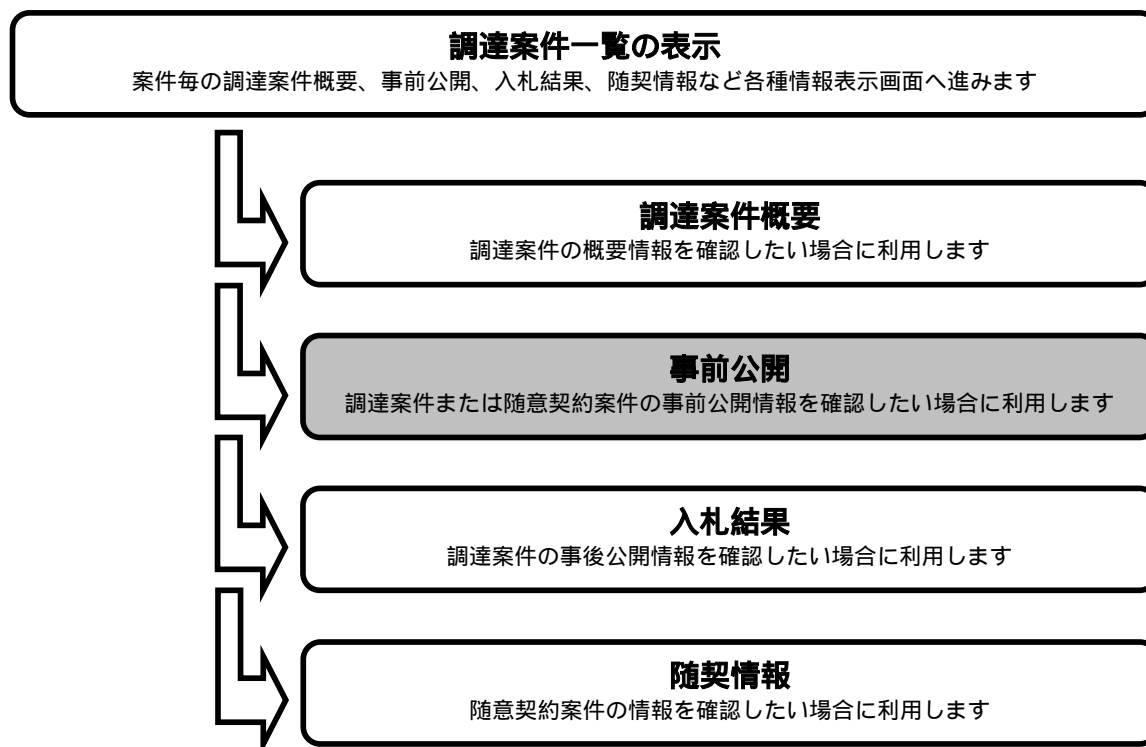 調達案件一覧の表示
案件毎の調達案件概要、事前公開、入札結果、随契情報など各種情報表示画面へ進みます
調達案件概要
調達案件の概要情報を確認したい場合に利用します
事前公開
調達案件または随意契約案件の事前公開情報を確認したい場合に利用します
入札結果
調達案件の事後公開情報を確認したい場合に利用します
随契情報
随意契約案件の情報を確認したい場合に利用します